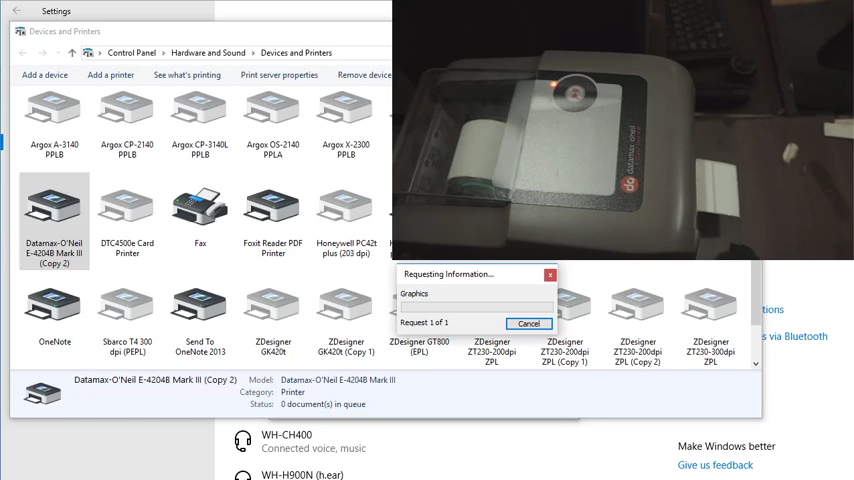 Settings
Devices and Printers
Control Panel > Hardware and Sound > Devices and Printers
Add a device
Add a printer
See what's printing
Print server properties
Remove device
Argox A-3140
PPLB
Argox CP-2140
PPLB
Argox CP-3140L
PPLB
Argox OS-2140
PPLA
Argox X-2300
PPLB
Datamax-O'Neil
E-4204B Mark III
(Copy 2)
DTC4500e Card
Printer
Fax
Foxit Reader PDF
Printer
Honeywell PC42t
plus (203 dpi)
datamax·oneil
Requesting Information...
x
Graphics
Request 1 of 1
Cancel
OneNote
Sbarco T4 300
dpi (PEPL)
Send To
OneNote 2013
ZDesigner
GK420t
ZDesigner
GK420t (Copy 1)
ZDesigner GT800
(EPL)
ZDesigner
ZT230-200dpi
ZPL
ZDesigner
ZT230-200dpi
ZPL (Copy 1)
ZDesigner
ZT230-200dpi
ZPL (Copy 2)
ZDesigner
ZT230-300dpi
ZPL
Datamax-O'Neil E-4204B Mark III (Copy 2)
Model: Datamax-O'Neil E-4204B Mark III
Category: Printer
Status: 0 document(s) in queue
WH-CH400
Connected voice, music
WH-H900N (h.ear)
tions
s via Bluetooth
Make Windows better
Give us feedback